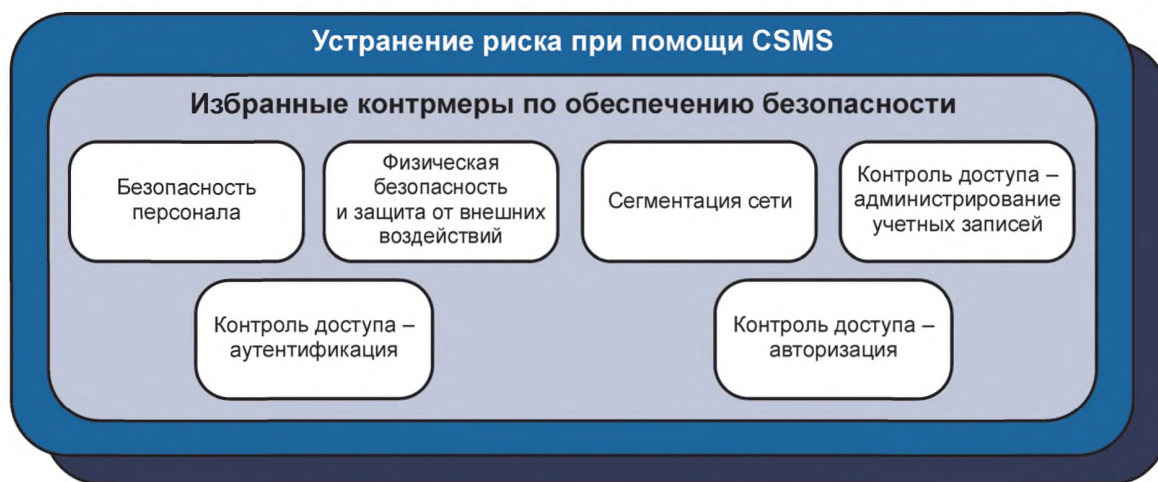 Устранение риска при помощи CSMS
Избранные контрмеры по обеспечению безопасности
Безопасность
персонала
Физическая
безопасность
и защита от внешних
воздействий
Сегментация сети
Контроль доступа –
администрирование
учетных записей
Контроль доступа –
аутентификация
Контроль доступа –
авторизация